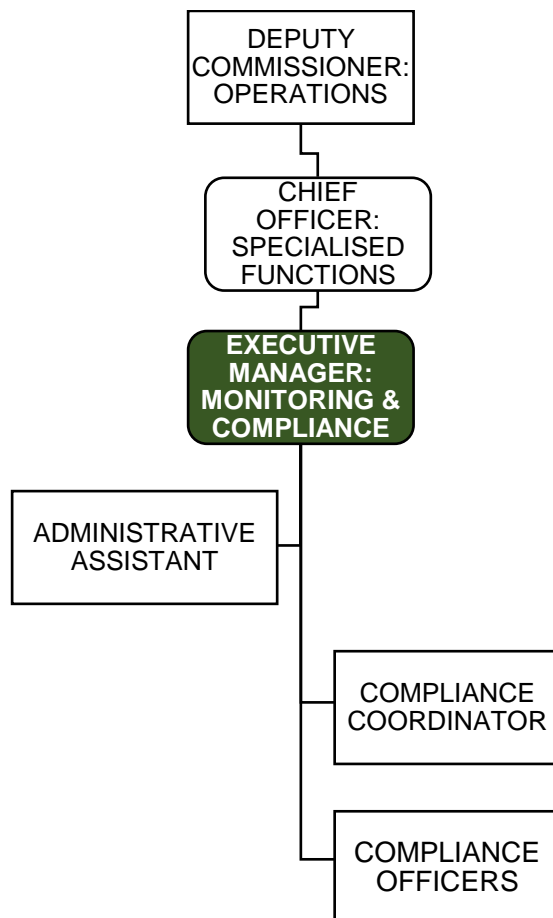 DEPUTY
COMMISSIONER:
OPERATIONS
CHIEF
OFFICER:
SPECIALISED
FUNCTIONS
EXECUTIVE
MANAGER:
MONITORING &
COMPLIANCE
ADMINISTRATIVE
ASSISTANT
COMPLIANCE
COORDINATOR
COMPLIANCE
OFFICERS